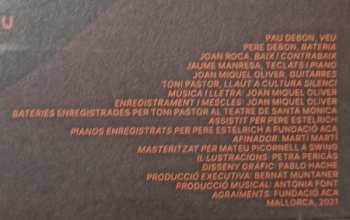 U
PAU DEBON, VEU
PERE DEBON, BATERIA
JOAN ROCA, BAIX I CONTRABAIX
JAUME MANRESA, TECLATS I PIANO
JOAN MIQUEL OLIVER, GUITARRES
TONI PASTOR, LLAÜT A CULTURA SILENCI
MÚSICA I LLETRA: JOAN MIQUEL OLIVER
ENREGISTRAMENT I MESCLES: JOAN MIQUEL OLIVER
BATERIES ENREGISTRADES PER TONI PASTOR AL TEATRE DE SANTA MÒNICA
ASSISTIT PER PERE ESTELRICH
PIANOS ENREGISTRATS PER PERE ESTELRICH A FUNDACIÓ ACA
AFINADOR: MARTÍ MARTÍ
MASTERITZAT PER MATEU PICORNELL A SWING
IL·LUSTRACIONS: PETRA PERICÀS
DISSENY GRÀFIC: PABLO HACHE
PRODUCCIÓ EXECUTIVA: BERNAT MUNTANER
PRODUCCIÓ MUSICAL: ANTÒNIA FONT
AGRAÏMENTS: FUNDACIÓ ACA
MALLORCA, 2021